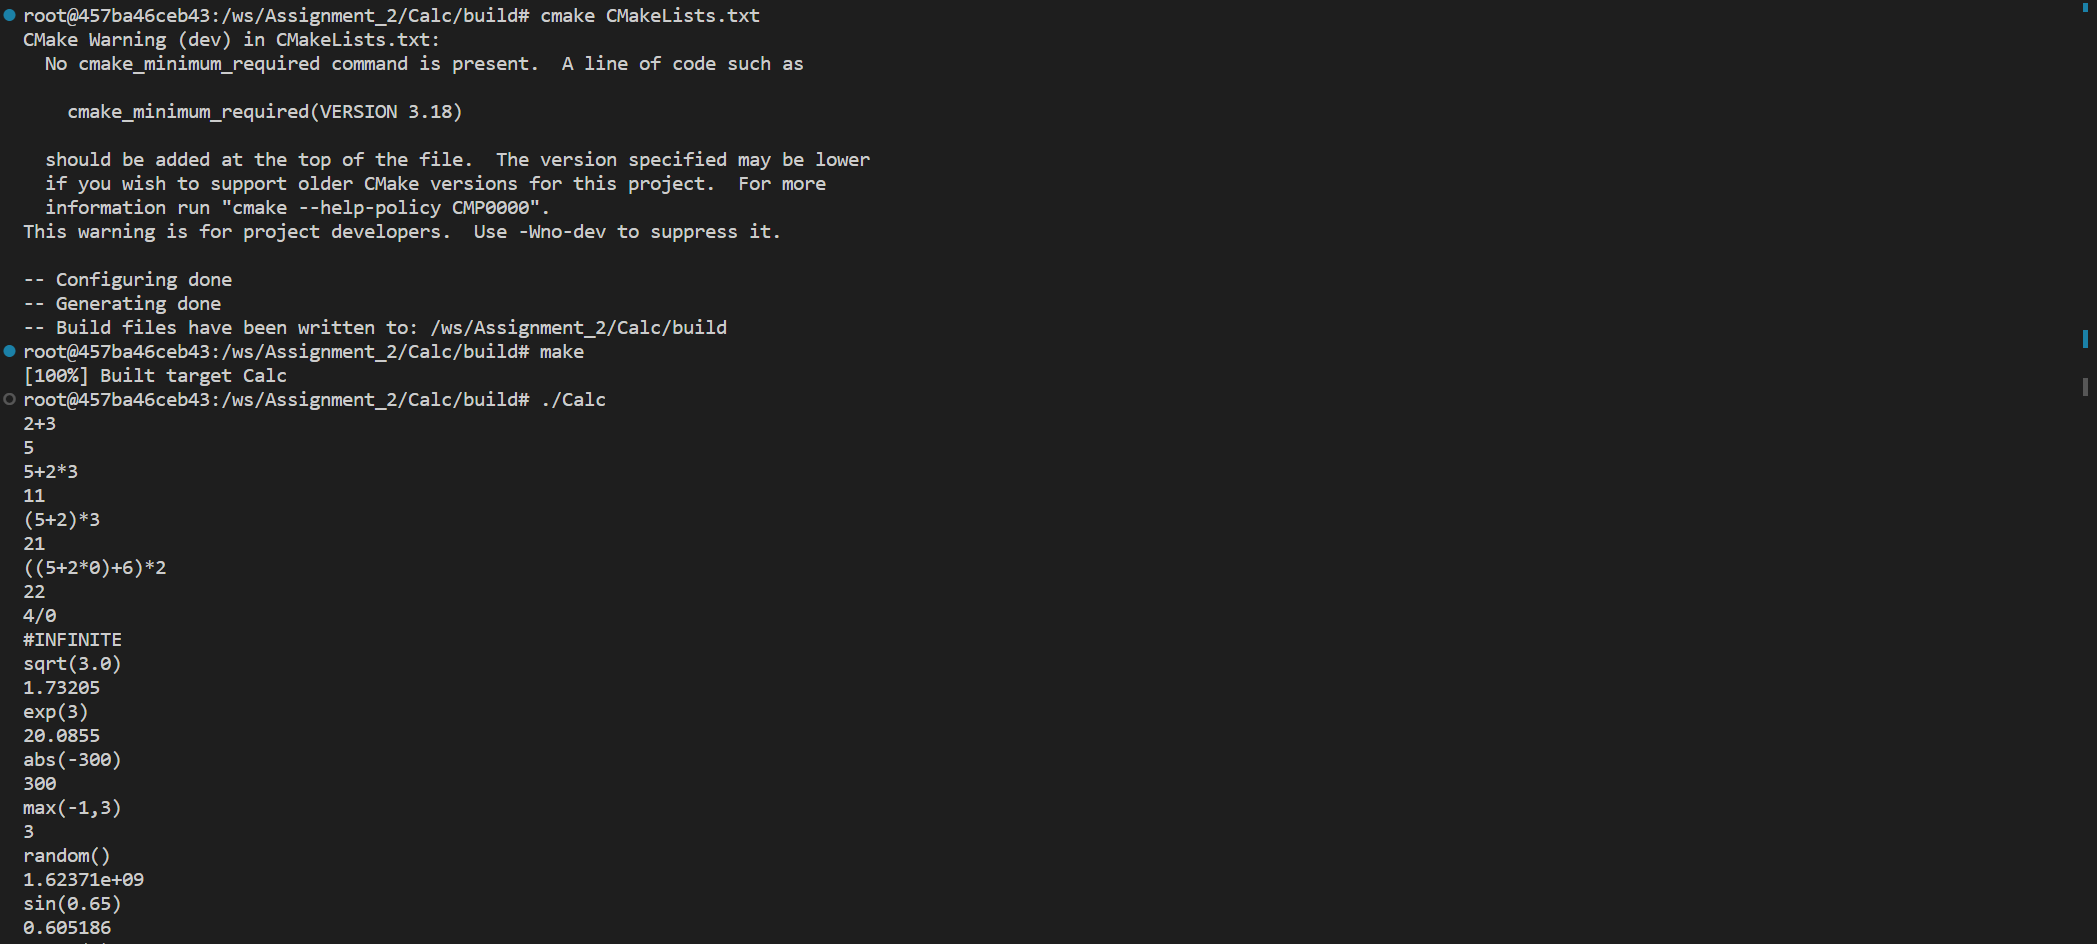 root@457ba46ceb43:/ws/Assignment_2/Calc/build# cmake CMakeLists.txt
CMake Warning (dev) in CMakeLists.txt:
  No cmake_minimum_required command is present.  A line of code such as

    cmake_minimum_required(VERSION 3.18)

  should be added at the top of the file.  The version specified may be lower
  if you wish to support older CMake versions for this project.  For more
  information run "cmake --help-policy CMP0000".
This warning is for project developers.  Use -Wno-dev to suppress it.

-- Configuring done
-- Generating done
-- Build files have been written to: /ws/Assignment_2/Calc/build
root@457ba46ceb43:/ws/Assignment_2/Calc/build# make
[100%] Built target Calc
root@457ba46ceb43:/ws/Assignment_2/Calc/build# ./Calc
2+3
5
5+2*3
11
(5+2)*3
21
((5+2*0)+6)*2
22
4/0
#INFINITE
sqrt(3.0)
1.73205
exp(3)
20.0855
abs(-300)
300
max(-1,3)
3
random()
1.62371e+09
sin(0.65)
0.605186